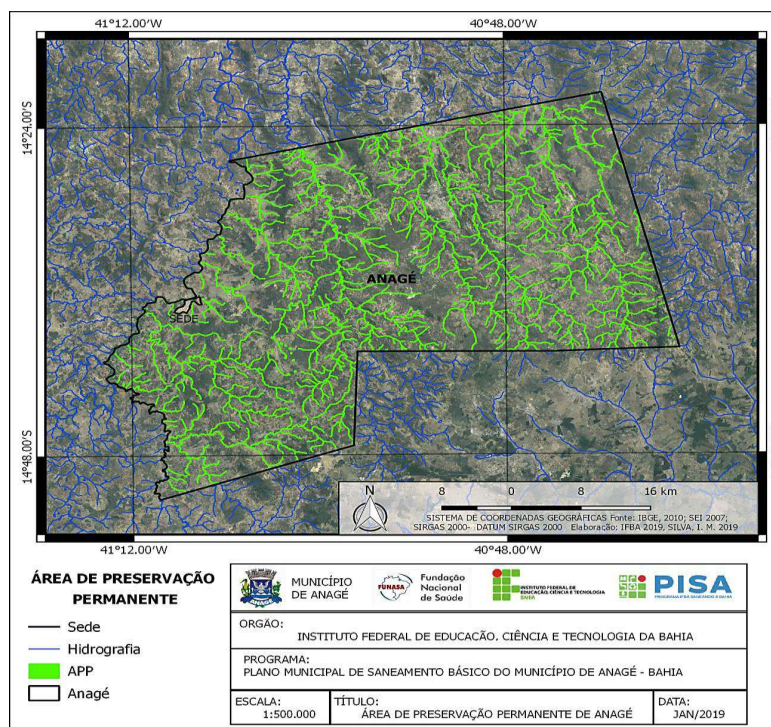 41°12.00'W
40°48.00'W
14°24.00'S
ANAGÉ
SEDE
14°48.00'S
N
8 0 8 16 km
SISTEMA DE COORDENADAS GEOGRÁFICAS Fonte: IBGE, 2010; SEI 2007;
SIRGAS 2000- DATUM SIRGAS 2000 Elaboração: IFBA 2019, SILVA, I. M. 2019
41°12.00'W
40°48.00'W
ÁREA DE PRESERVAÇÃO
PERMANENTE
Sede
Hidrografia
APP
Anagé
MUNICÍPIO
DE ANAGÉ
FUNASA
Fundação
Nacional
de Saúde
INSTITUTO FEDERAL DE
EDUCAÇÃO, CIÊNCIA E TECNOLOGIA
BAHIA
PISA
PROGRAMA IFBA SANEANDO A BAHIA
ORGÃO:
INSTITUTO FEDERAL DE EDUCAÇÃO, CIÊNCIA E TECNOLOGIA DA BAHIA
PROGRAMA:
PLANO MUNICIPAL DE SANEAMENTO BÁSICO DO MUNICÍPIO DE ANAGÉ - BAHIA
ESCALA:
1:500.000
TÍTULO:
ÁREA DE PRESERVAÇÃO PERMANENTE DE ANAGÉ
DATA:
JAN/2019